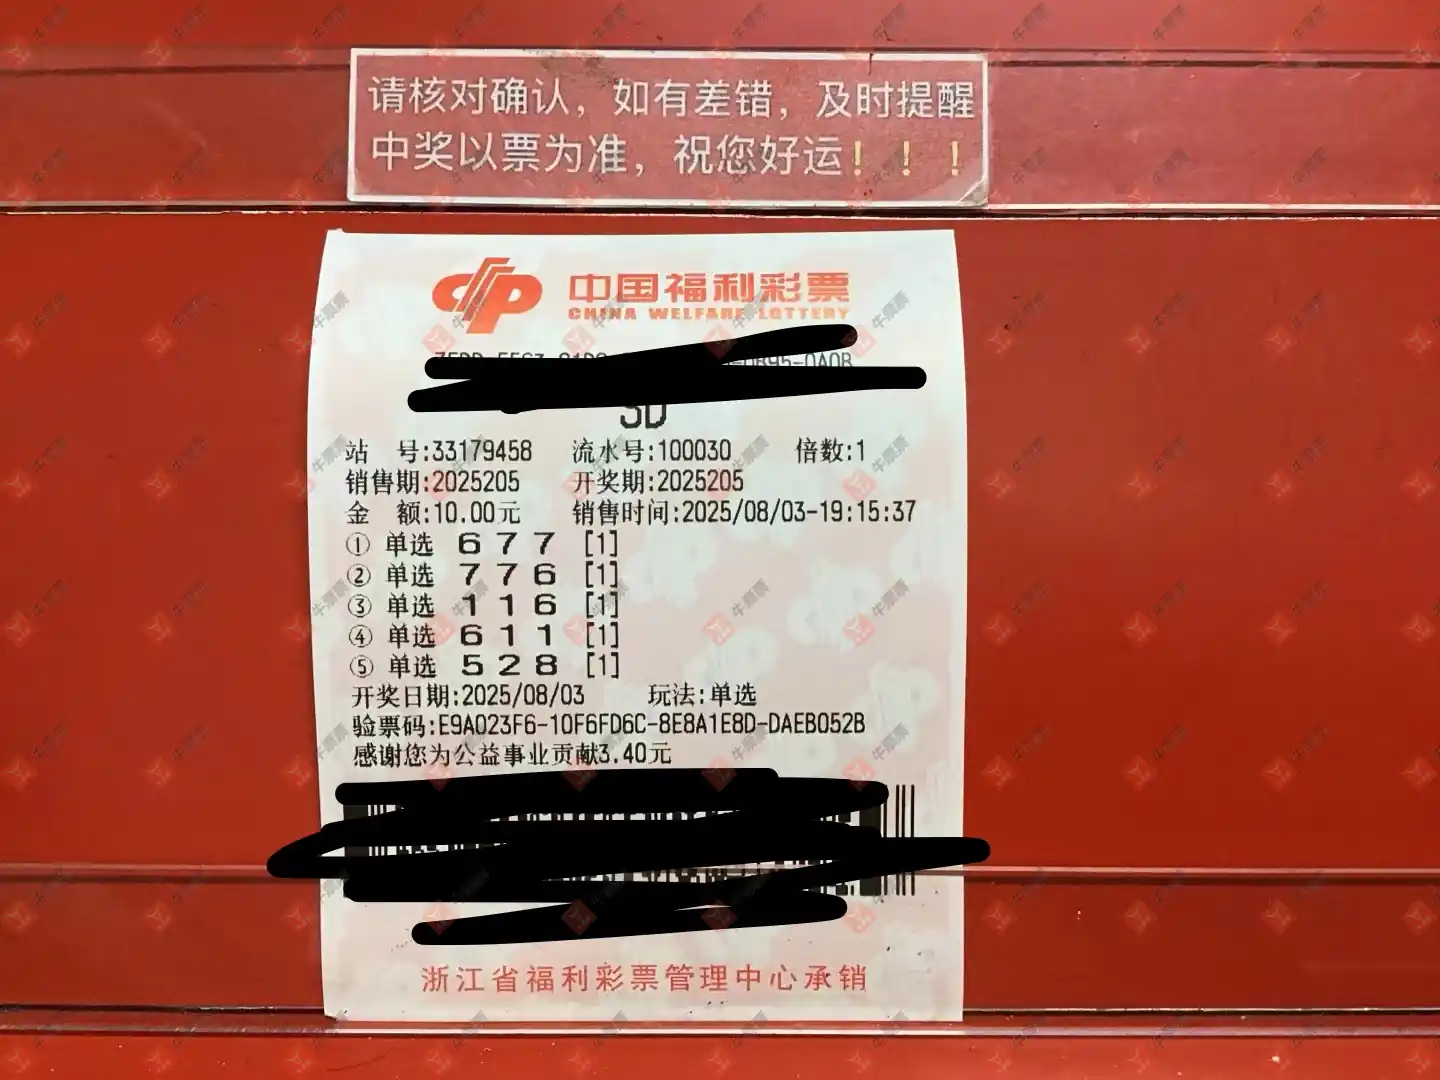 请核对确认，如有差错，及时提醒
中奖以票为准，祝您好运！！！
中国福利彩票
CHINA WELFARE LOTTERY
3D
站 号:33179458 流水号:100030 倍数:1
销售期:2025205 开奖期:2025205
金 额:10.00元 销售时间:2025/08/03-19:15:37
① 单选 6 7 7 [1]
② 单选 7 7 6 [1]
③ 单选 1 1 6 [1]
④ 单选 6 1 1 [1]
⑤ 单选 5 2 8 [1]
开奖日期:2025/08/03 玩法:单选
验票码:E9A023F6-10F6FD6C-8E8A1E8D-DAEB052B
感谢您为公益事业贡献3.40元
浙江省福利彩票管理中心承销
牛票票